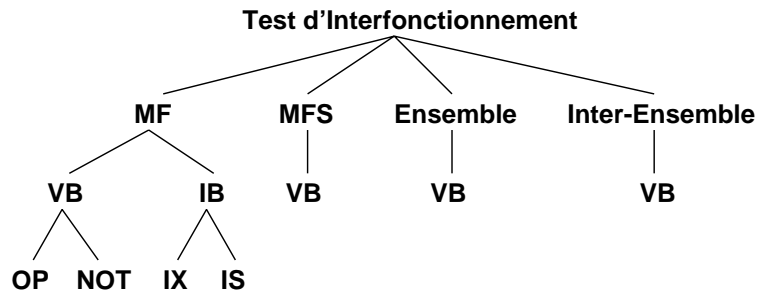 Test d'Interfonctionnement
MF MFS Ensemble Inter-Ensemble
VB IB VB VB VB
OP NOT IX IS